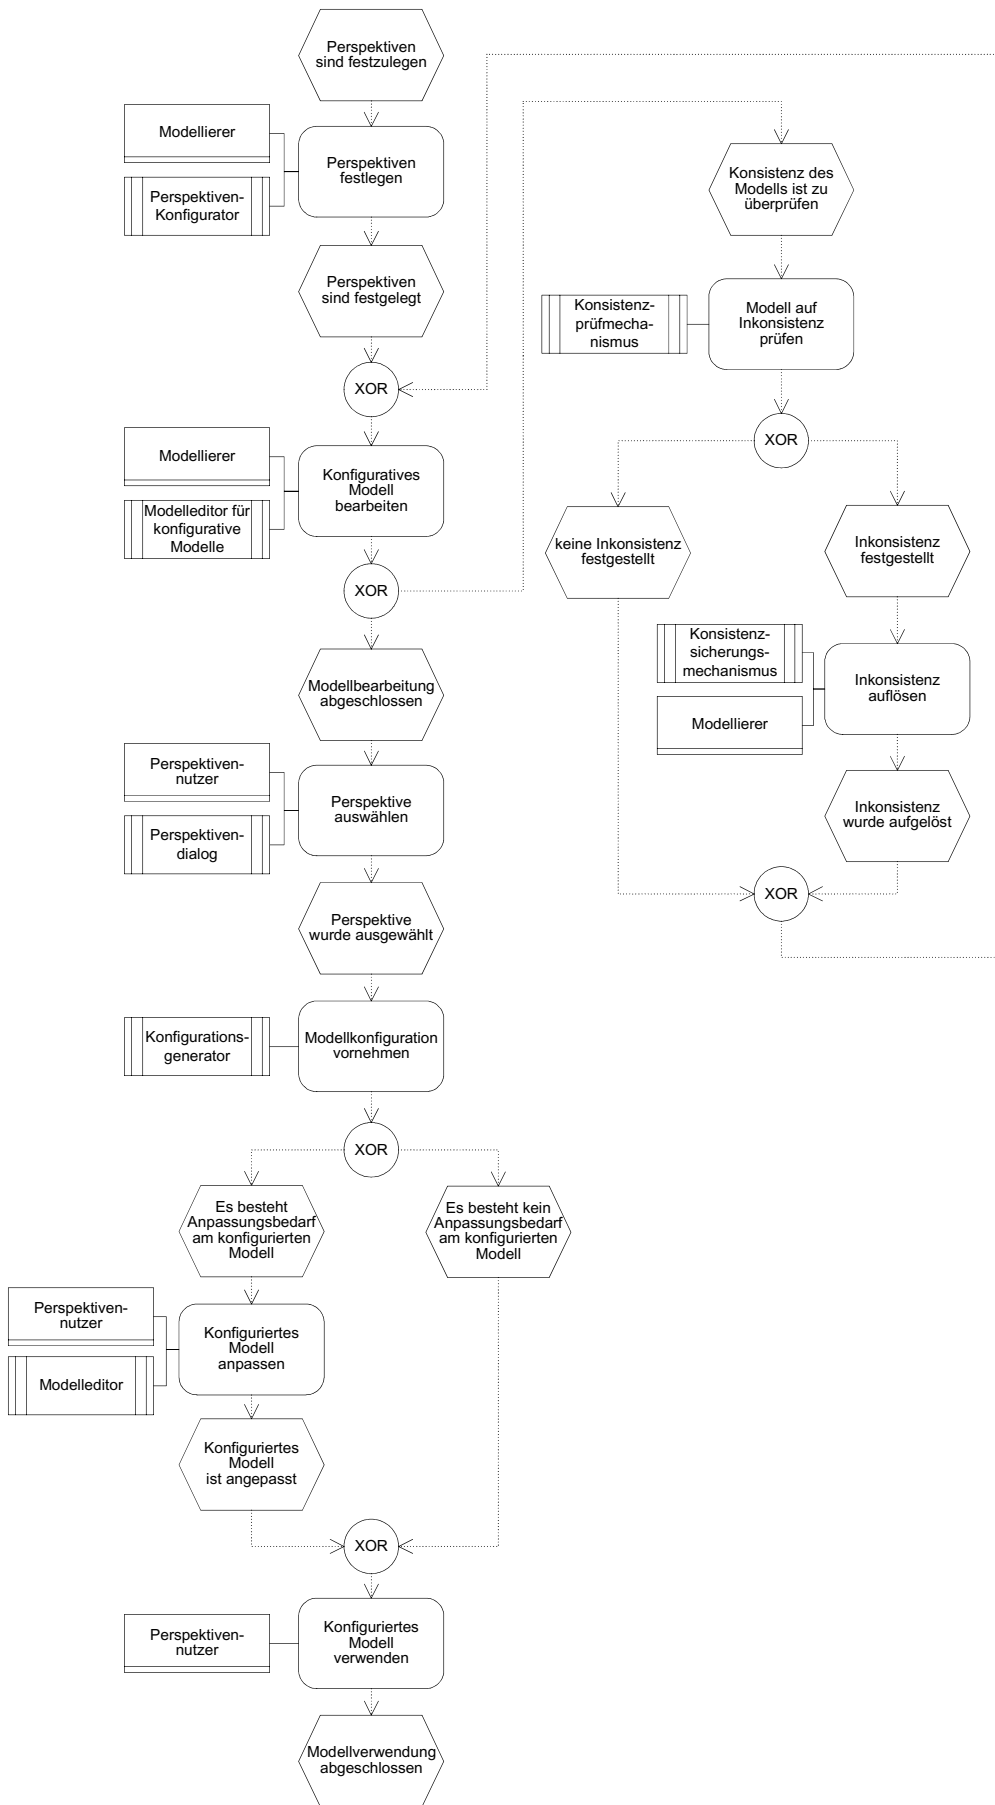 Perspektiven
sind festzulegen
Modellierer
Perspektiven-
Konfigurator
Perspektiven
festlegen
Perspektiven
sind festgelegt
XOR
Modellierer
Modelleditor für
konfigurative
Modelle
Konfiguratives
Modell
bearbeiten
XOR
Modellbearbeitung
abgeschlossen
Perspektiven-
nutzer
Perspektiven-
dialog
Perspektive
auswählen
Perspektive
wurde ausgewählt
Konfigurations-
generator
Modellkonfiguration
vornehmen
XOR
Es besteht
Anpassungsbedarf
am konfigurierten
Modell
Es besteht kein
Anpassungsbedarf
am konfigurierten
Modell
Perspektiven-
nutzer
Modelleditor
Konfiguriertes
Modell
anpassen
Konfiguriertes
Modell
ist angepasst
XOR
Perspektiven-
nutzer
Konfiguriertes
Modell
verwenden
Modellverwendung
abgeschlossen
Konsistenz des
Modells ist zu
überprüfen
Konsistenz-
prüfmecha-
nismus
Modell auf
Inkonsistenz
prüfen
XOR
keine Inkonsistenz
festgestellt
Inkonsistenz
festgestellt
Konsistenz-
sicherungs-
mechanismus
Modellierer
Inkonsistenz
auflösen
Inkonsistenz
wurde aufgelöst
XOR